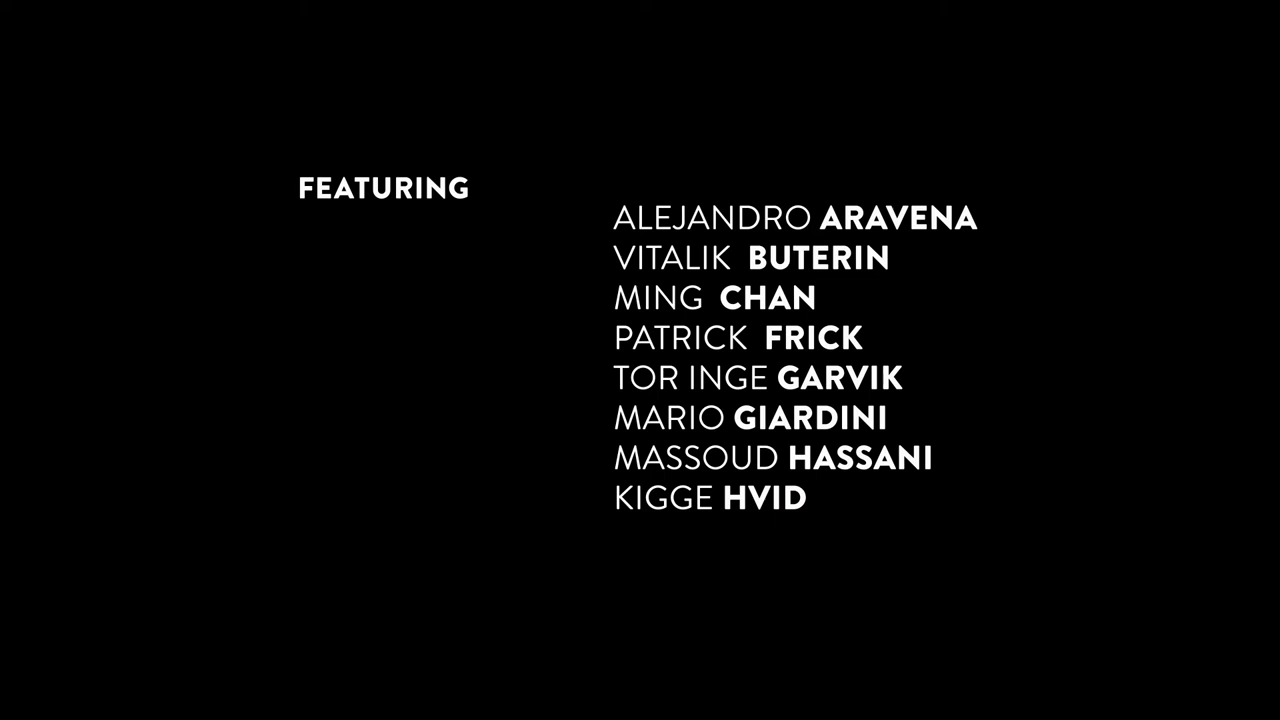 FEATURING
ALEJANDRO ARAVENA
VITALIK BUTERIN
MING CHAN
PATRICK FRICK
TOR INGE GARVIK
MARIO GIARDINI
MASSOUD HASSANI
KIGGE HVID